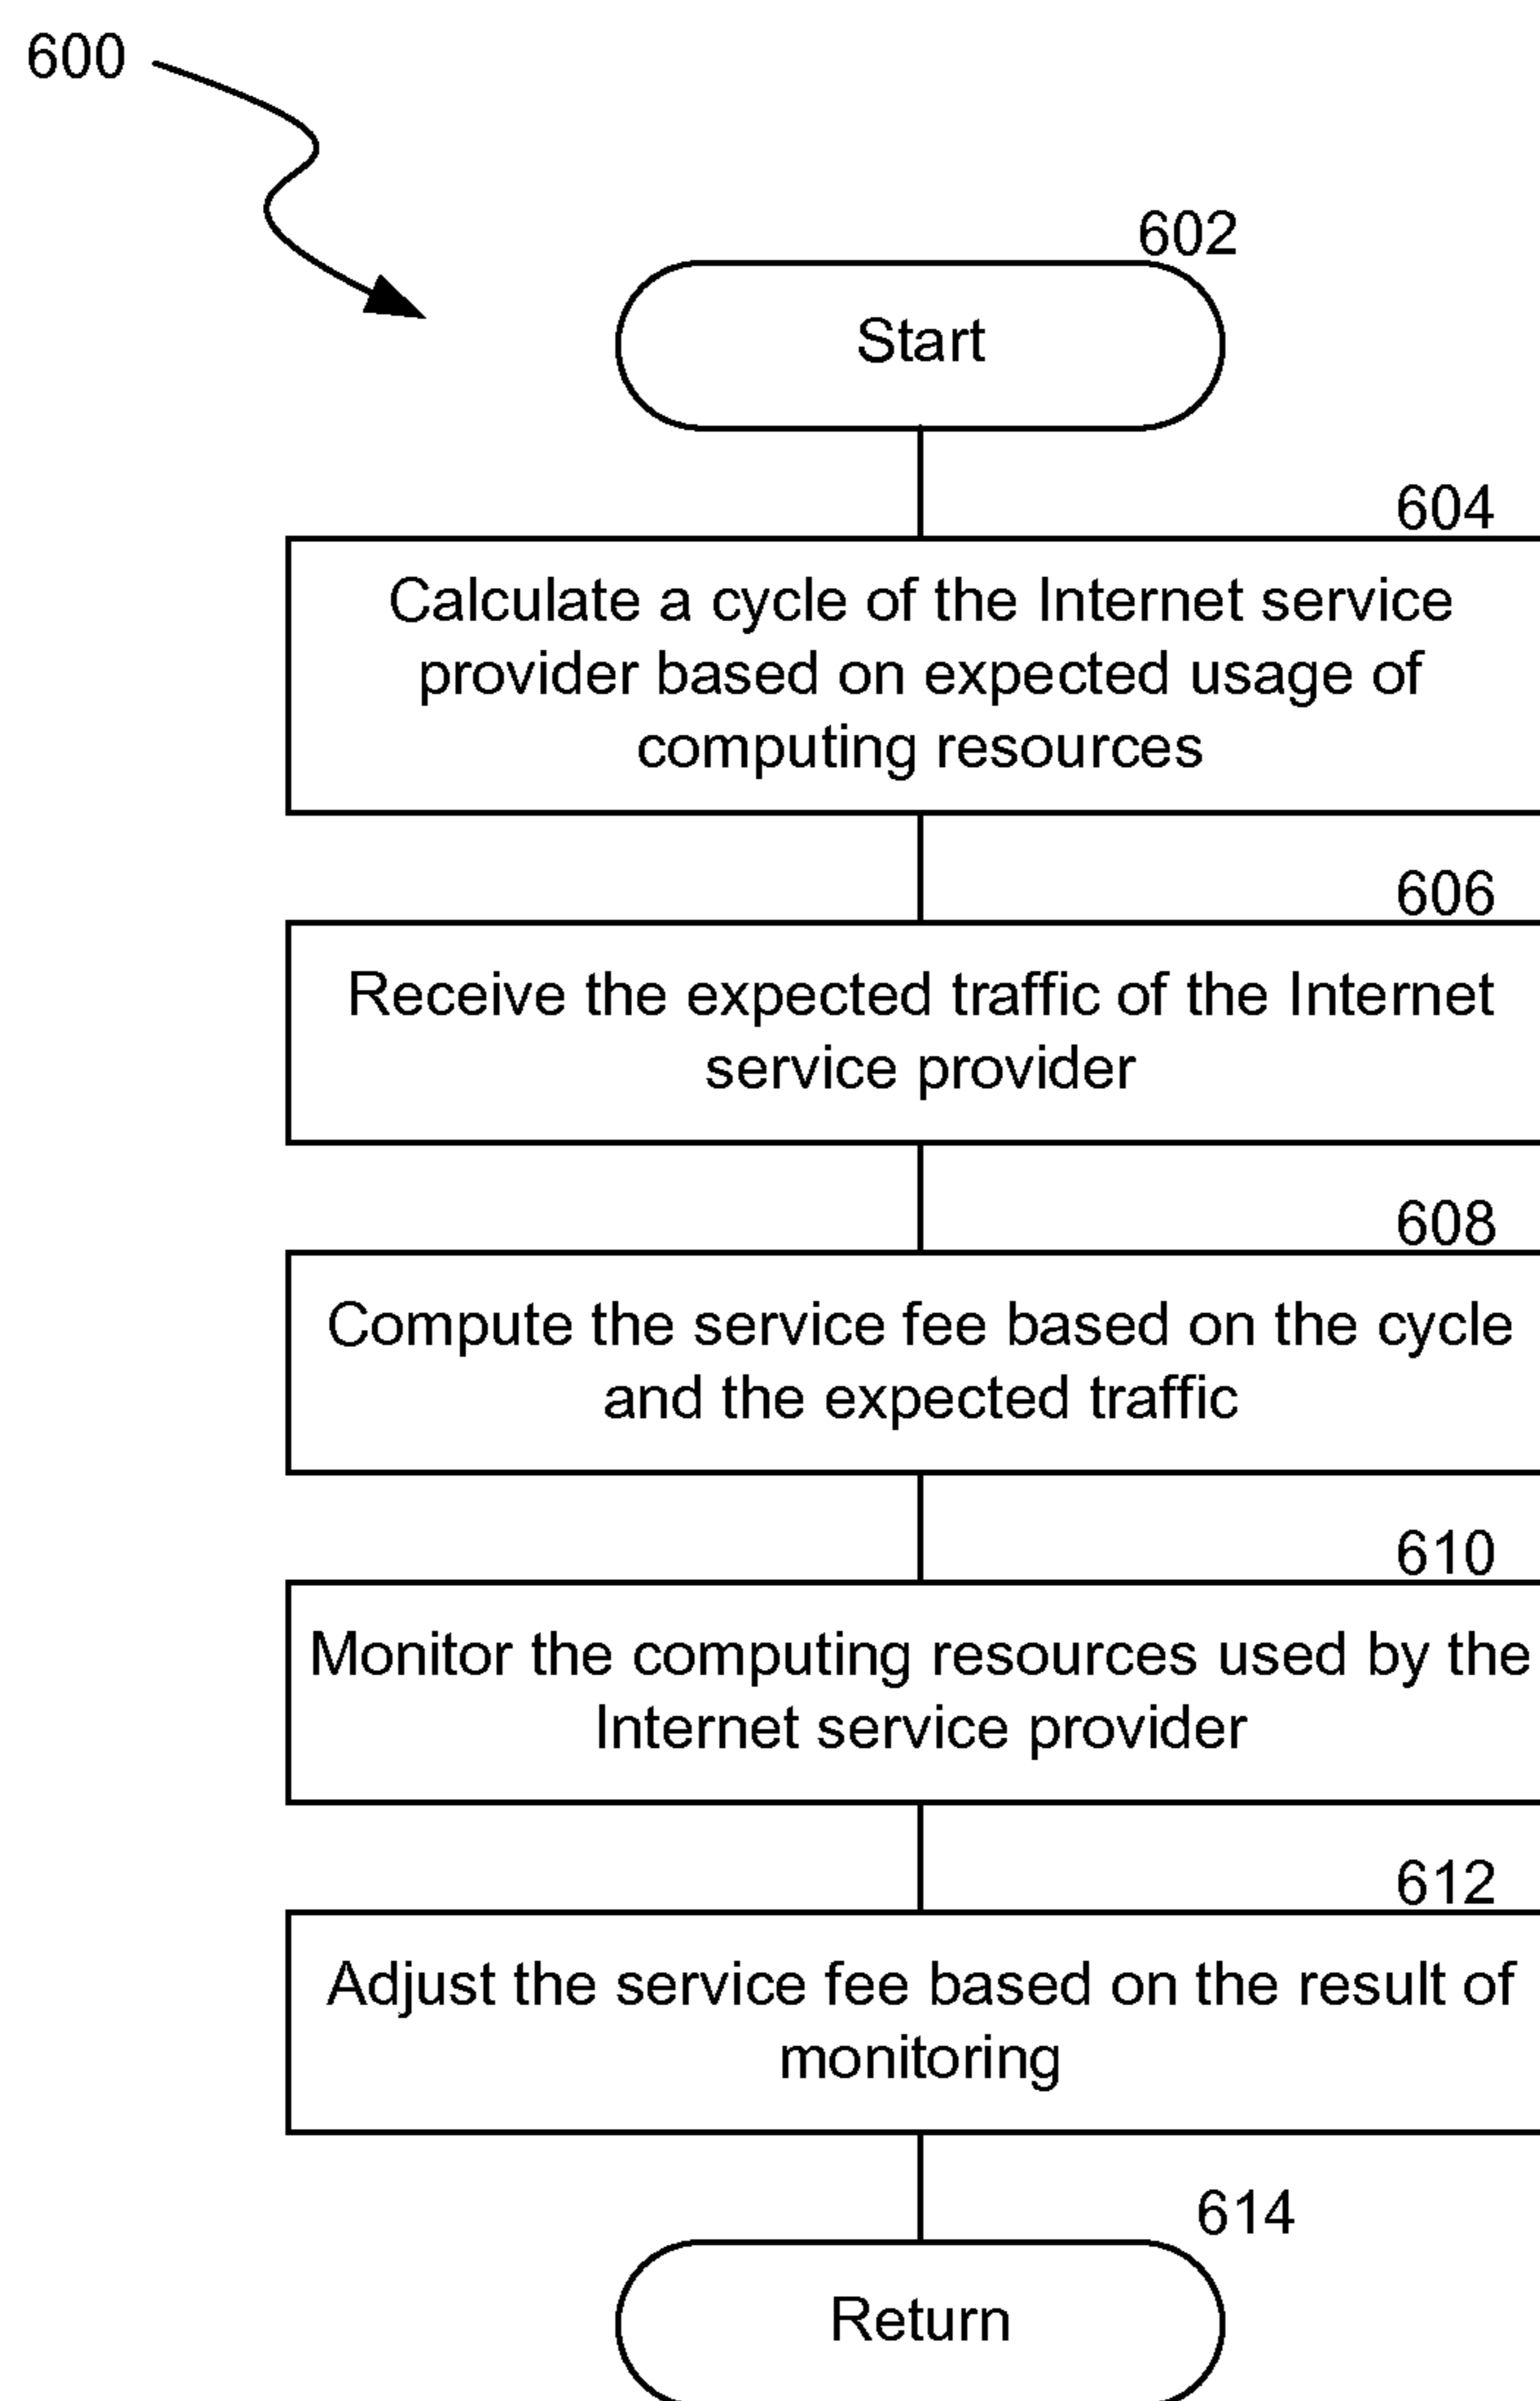 600
602
Start
604
Calculate a cycle of the Internet service
provider based on expected usage of
computing resources
606
Receive the expected traffic of the Internet
service provider
608
Compute the service fee based on the cycle
and the expected traffic
610
Monitor the computing resources used by the
Internet service provider
612
Adjust the service fee based on the result of
monitoring
614
Return